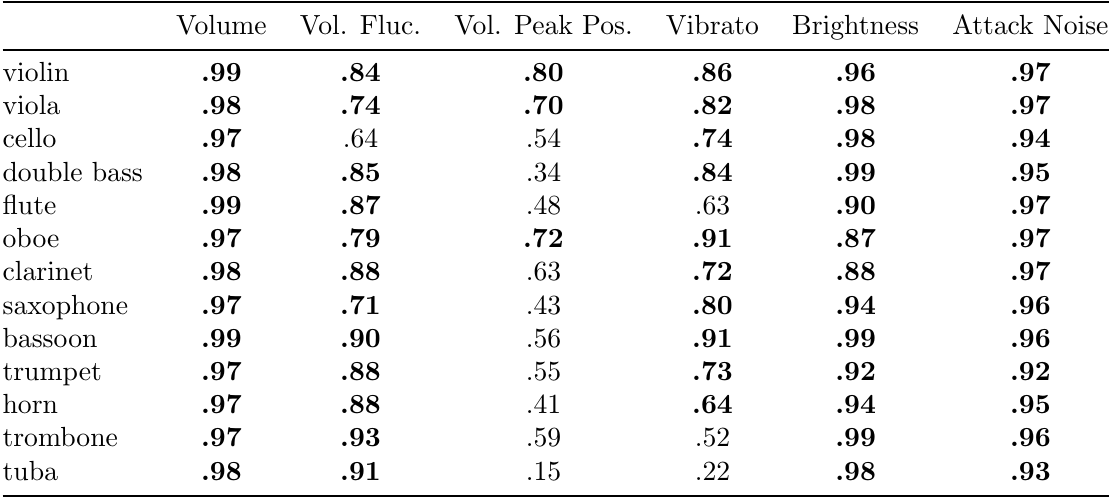 Volume Vol. Fluc. Vol. Peak Pos. Vibrato Brightness Attack Noise
violin .99 .84 .80 .86 .96 .97
viola .98 .74 .70 .82 .98 .97
cello .97 .64 .54 .74 .98 .94
double bass .98 .85 .34 .84 .99 .95
flute .99 .87 .48 .63 .90 .97
oboe .97 .79 .72 .91 .87 .97
clarinet .98 .88 .63 .72 .88 .97
saxophone .97 .71 .43 .80 .94 .96
bassoon .99 .90 .56 .91 .99 .96
trumpet .97 .88 .55 .73 .92 .92
horn .97 .88 .41 .64 .94 .95
trombone .97 .93 .59 .52 .99 .96
tuba .98 .91 .15 .22 .98 .93